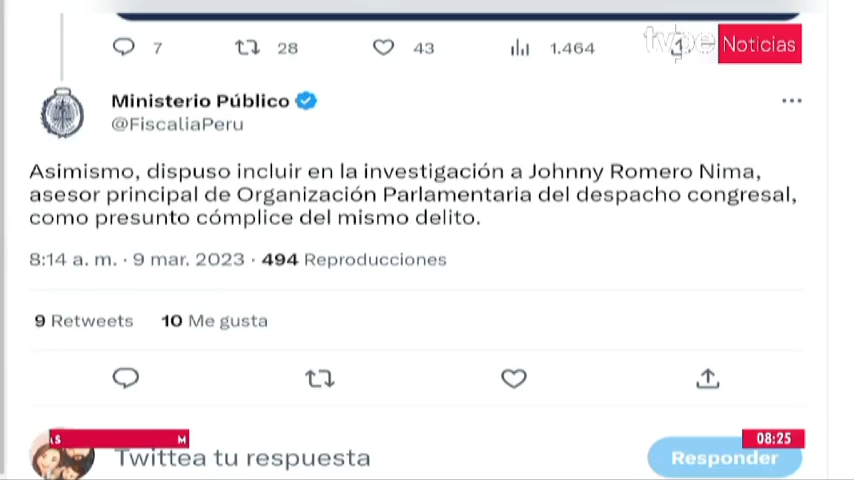 7 28 43 1.464
tvpe Noticias
Ministerio Público
@FiscaliaPeru
Asimismo, dispuso incluir en la investigación a Johnny Romero Nima,
asesor principal de Organización Parlamentaria del despacho congresal,
como presunto cómplice del mismo delito.
8:14 a. m. · 9 mar. 2023 · 494 Reproducciones
9 Retweets 10 Me gusta
AS M
08:25
Twittea tu respuesta
Responder